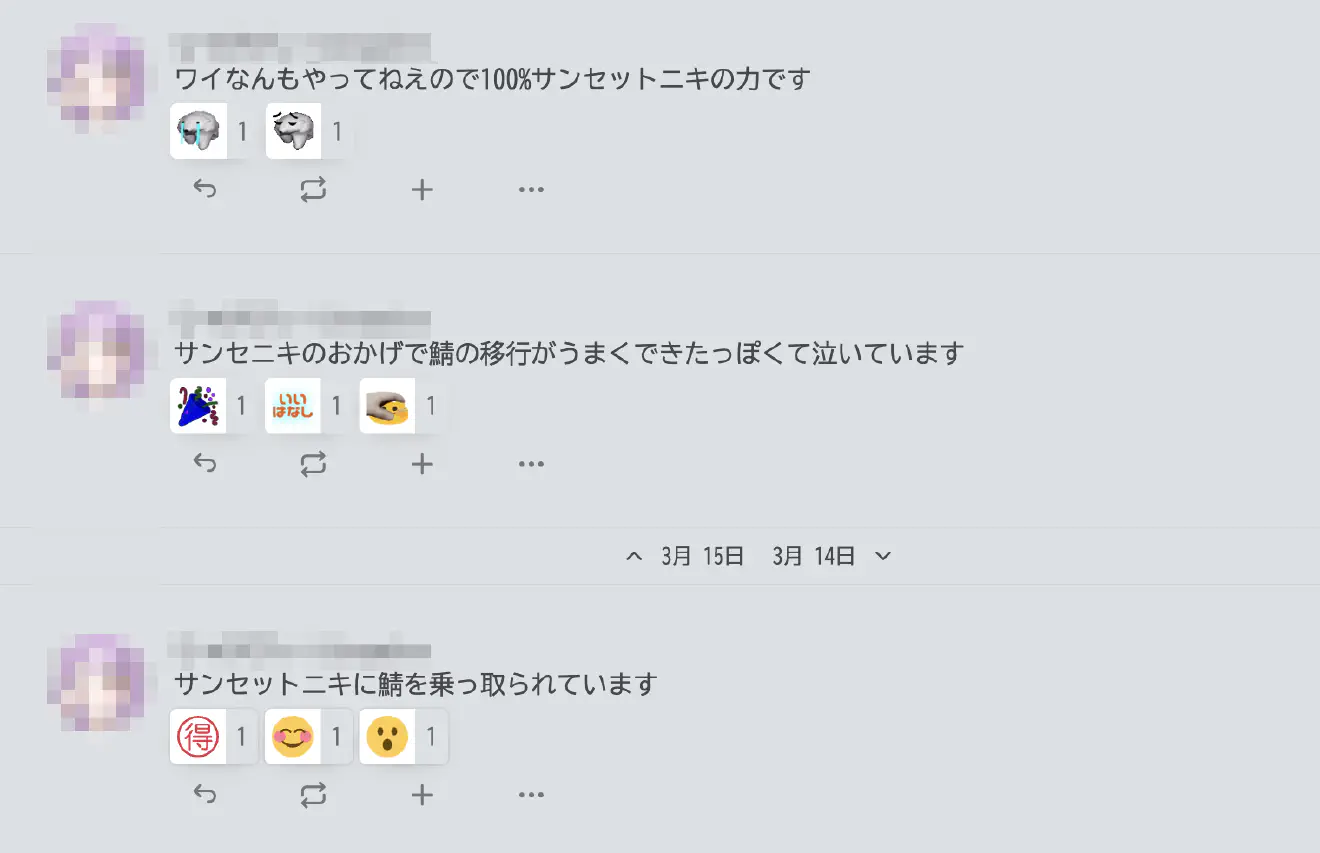 ワイなんもやってねえので100%サンセットニキの力です
1 1
サンセニキのおかげで鯖の移行がうまくできたっぽくて泣いています
いい
はなし
1 1 1
3月 15日 3月 14日
サンセットニキに鯖を乗っ取られています
得 1 1 1